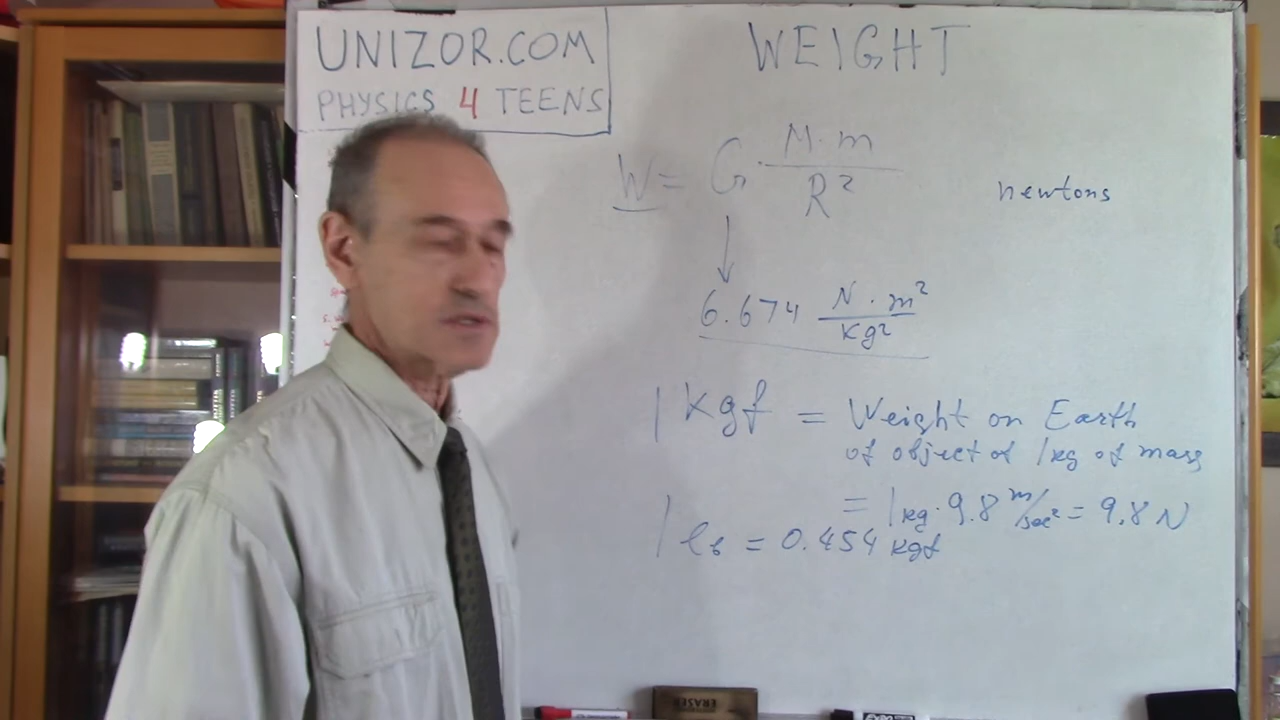 UNIZOR.COM
PHYSICS 4 TEENS
WEIGHT
W = G · M·m / R²
newtons
6.674 N·m² / kg²
1 kgf = Weight on Earth
of object of 1kg of mass
= 1kg · 9.8 m/sec² = 9.8 N
1 lb = 0.454 kgf
ERASER